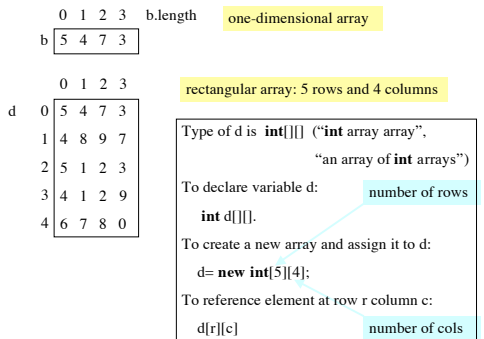 0 1 2 3 b.length
one-dimensional array
b 5 4 7 3
0 1 2 3
rectangular array: 5 rows and 4 columns
d 0 5 4 7 3
1 4 8 9 7
2 5 1 2 3
3 4 1 2 9
4 6 7 8 0
Type of d is int[][] (“int array array”,
“an array of int arrays”)
To declare variable d:
number of rows
int d[][].
To create a new array and assign it to d:
d= new int[5][4];
To reference element at row r column c:
d[r][c]
number of cols